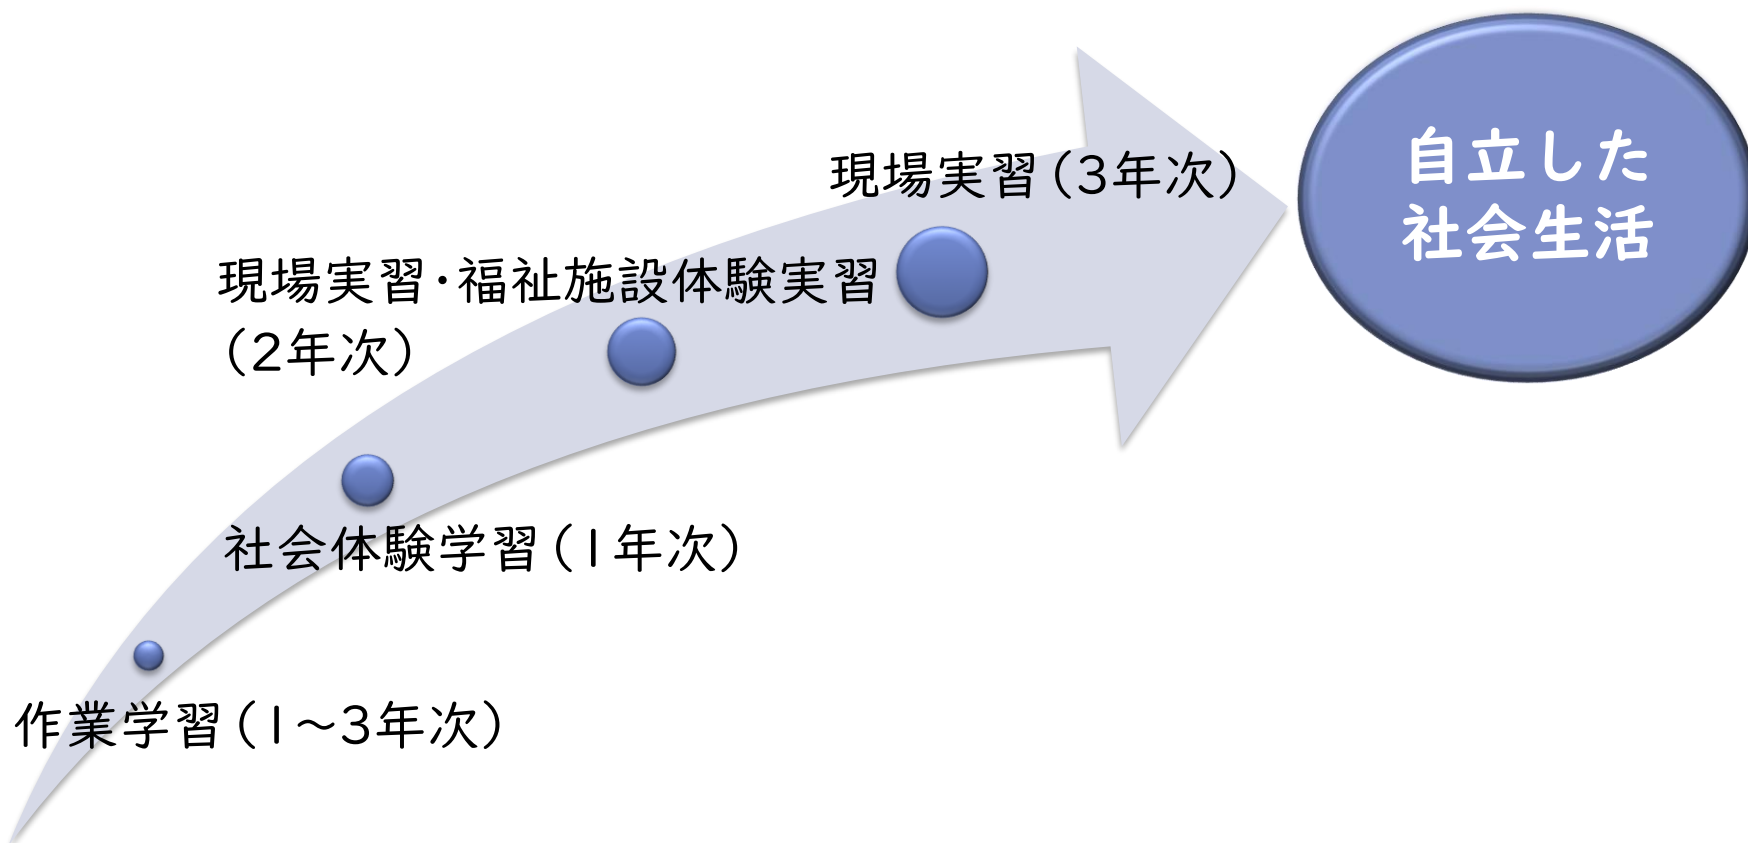 自立した
社会生活
現場実習(3年次)
現場実習・福祉施設体験実習
(2年次)
社会体験学習(1年次)
作業学習(1～3年次)